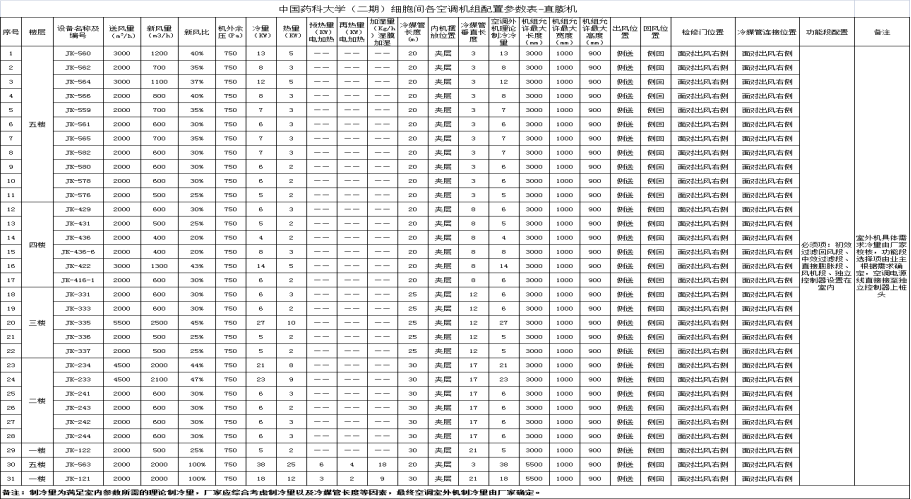 中国药科大学（二期）细胞间各空调机组配置参数表-直膨机
序号 楼层 设备名称及编号 送风量（m³/h） 新风量（m3/h） 新风比 机外余压(Pa) 冷量(KW) 热量(KW) 预热量（KW）电加热 再热量（KW）电加热 加湿量（Kg/h）湿膜加湿 冷媒管长度(m) 内机摆放位置 冷媒管垂直长度 空调外机理论制冷冷量 机组允许最大长度（mm） 机组允许最大宽度（mm） 机组允许最大高度（mm） 出风位置 回风位置 检修门位置 冷媒管连接位置 功能段配置 备注
1 五楼 JK-560 3000 1200 40% 750 13 5 —— —— —— 20 夹层 3 13 3000 1000 900 侧送 侧回 面对出风右侧 面对出风右侧
2 JK-562 2000 700 35% 750 8 3 —— —— —— 20 夹层 3 8 3000 1000 900 侧送 侧回 面对出风右侧 面对出风右侧
3 JK-564 3000 1100 37% 750 12 5 —— —— —— 20 夹层 3 12 3000 1000 900 侧送 侧回 面对出风右侧 面对出风右侧
4 JK-566 2000 800 40% 750 8 3 —— —— —— 20 夹层 3 8 3000 1000 900 侧送 侧回 面对出风右侧 面对出风右侧
5 JK-559 2000 700 35% 750 7 3 —— —— —— 20 夹层 3 7 3000 1000 900 侧送 侧回 面对出风右侧 面对出风右侧
6 JK-561 2000 600 30% 750 6 3 —— —— —— 20 夹层 3 6 3000 1000 900 侧送 侧回 面对出风右侧 面对出风右侧
7 JK-565 2000 700 35% 750 7 3 —— —— —— 20 夹层 3 7 3000 1000 900 侧送 侧回 面对出风右侧 面对出风右侧
8 JK-582 2000 600 30% 750 7 3 —— —— —— 20 夹层 3 7 3000 1000 900 侧送 侧回 面对出风右侧 面对出风右侧
9 JK-580 2000 600 30% 750 6 2 —— —— —— 20 夹层 3 6 3000 1000 900 侧送 侧回 面对出风右侧 面对出风右侧
10 JK-578 2000 600 30% 750 6 2 —— —— —— 20 夹层 3 6 3000 1000 900 侧送 侧回 面对出风右侧 面对出风右侧
11 JK-576 2000 500 25% 750 5 2 —— —— —— 20 夹层 3 5 3000 1000 900 侧送 侧回 面对出风右侧 面对出风右侧
12 四楼 JK-429 2000 600 30% 750 6 3 —— —— —— 20 夹层 8 6 3000 1000 900 侧送 侧回 面对出风右侧 面对出风右侧
13 JK-431 2000 500 25% 750 5 2 —— —— —— 20 夹层 8 5 3000 1000 900 侧送 侧回 面对出风右侧 面对出风右侧
14 JK-436 2000 400 20% 750 4 2 —— —— —— 20 夹层 8 4 3000 1000 900 侧送 侧回 面对出风右侧 面对出风右侧
15 JK-436-6 2000 400 40% 750 8 3 —— —— —— 20 夹层 8 8 3000 1000 900 侧送 侧回 面对出风右侧 面对出风右侧
16 JK-422 3000 1300 43% 750 14 5 —— —— —— 20 夹层 8 14 3000 1000 900 侧送 侧回 面对出风右侧 面对出风右侧
17 JK-416-1 2000 600 30% 750 6 2 —— —— —— 20 夹层 8 6 3000 1000 900 侧送 侧回 面对出风右侧 面对出风右侧
必须项：初效过滤回风段、中效过滤段、直接膨胀段、风机段、独立控制器设置在室内
室外机具体需求冷量由厂家校核，功能段选择项由业主根据需求确定，空调电源线直接接至独立控制器上桩头
18 三楼 JK-331 2000 600 30% 750 6 3 —— —— —— 25 夹层 12 6 3000 1000 900 侧送 侧回 面对出风右侧 面对出风右侧
19 JK-333 2000 600 30% 750 6 2 —— —— —— 25 夹层 12 6 3000 1000 900 侧送 侧回 面对出风右侧 面对出风右侧
20 JK-335 5500 2500 45% 750 27 10 —— —— —— 25 夹层 12 27 3000 1000 900 侧送 侧回 面对出风右侧 面对出风右侧
21 JK-336 2000 500 25% 750 5 2 —— —— —— 25 夹层 12 5 3000 1000 900 侧送 侧回 面对出风右侧 面对出风右侧
22 JK-337 2000 500 25% 750 5 2 —— —— —— 25 夹层 12 5 3000 1000 900 侧送 侧回 面对出风右侧 面对出风右侧
23 二楼 JK-234 4500 2000 44% 750 21 8 —— —— —— 30 夹层 17 21 3000 1000 900 侧送 侧回 面对出风右侧 面对出风右侧
24 JK-233 4500 2100 47% 750 23 9 —— —— —— 30 夹层 17 23 3000 1000 900 侧送 侧回 面对出风右侧 面对出风右侧
25 JK-241 2000 600 30% 750 6 3 —— —— —— 30 夹层 17 6 3000 1000 900 侧送 侧回 面对出风右侧 面对出风右侧
26 JK-243 2000 600 30% 750 6 2 —— —— —— 30 夹层 17 6 3000 1000 900 侧送 侧回 面对出风右侧 面对出风右侧
27 JK-242 2000 600 30% 750 6 3 —— —— —— 30 夹层 17 6 3000 1000 900 侧送 侧回 面对出风右侧 面对出风右侧
28 JK-244 2000 600 30% 750 6 3 —— —— —— 30 夹层 17 6 3000 1000 900 侧送 侧回 面对出风右侧 面对出风右侧
29 一楼 JK-122 2000 500 25% 750 5 2 —— —— —— 30 夹层 21 5 3000 1000 900 侧送 侧回 面对出风右侧 面对出风右侧
30 五楼 JK-563 2000 2000 100% 750 38 25 6 4 18 20 夹层 3 38 5500 1000 900 侧送 侧回 面对出风右侧 面对出风右侧
31 一楼 JK-121 2000 2000 100% 750 18 12 3 2 9 30 夹层 21 18 5500 1000 900 侧送 侧回 面对出风右侧 面对出风右侧
备注：制冷量为满足室内参数所需的理论制冷量，厂家应综合考虑制冷量以及冷媒管长度等因素，最终空调室外机制冷量由厂家确定。